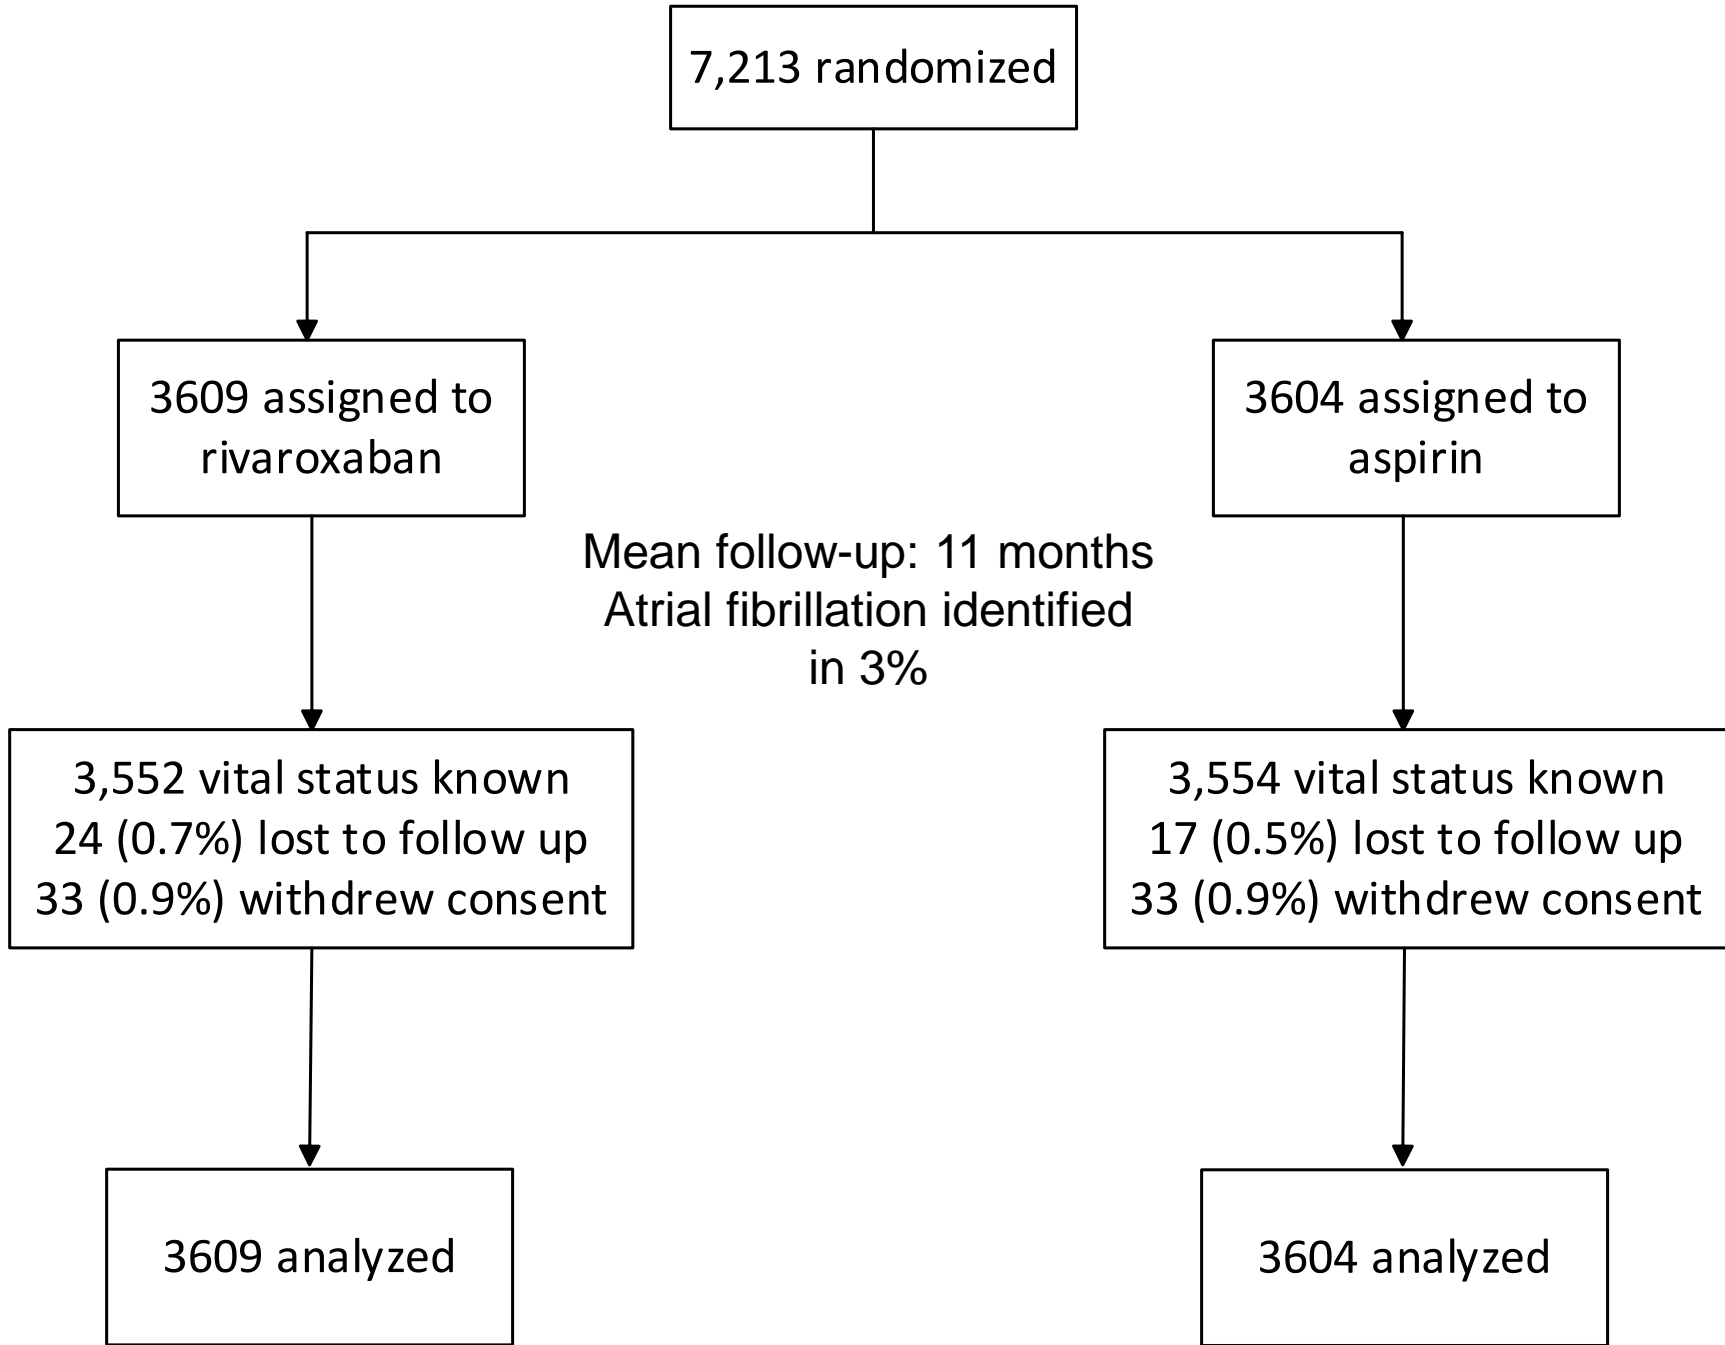 7,213 randomized
3609 assigned to
rivaroxaban
3604 assigned to
aspirin
Mean follow-up: 11 months
Atrial fibrillation identified
in 3%
3,552 vital status known
24 (0.7%) lost to follow up
33 (0.9%) withdrew consent
3,554 vital status known
17 (0.5%) lost to follow up
33 (0.9%) withdrew consent
3609 analyzed
3604 analyzed